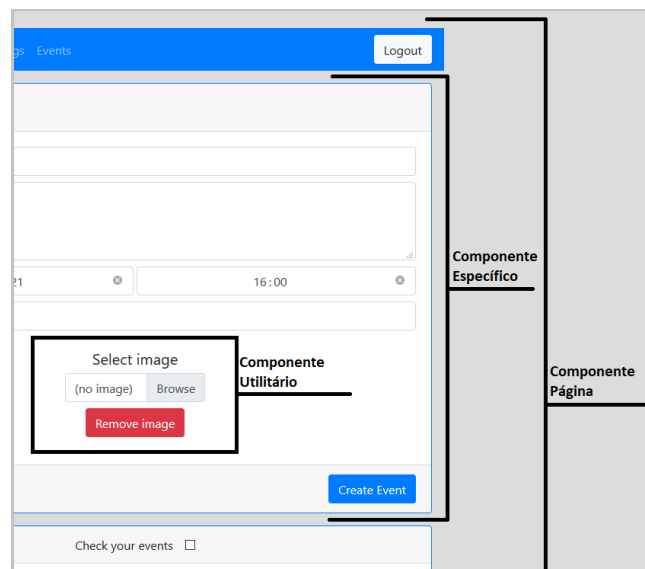 gs Events Logout
Componente
Específico
21 16:00
Select image
(no image) Browse
Remove image
Componente
Utilitário
Componente
Página
Create Event
Check your events